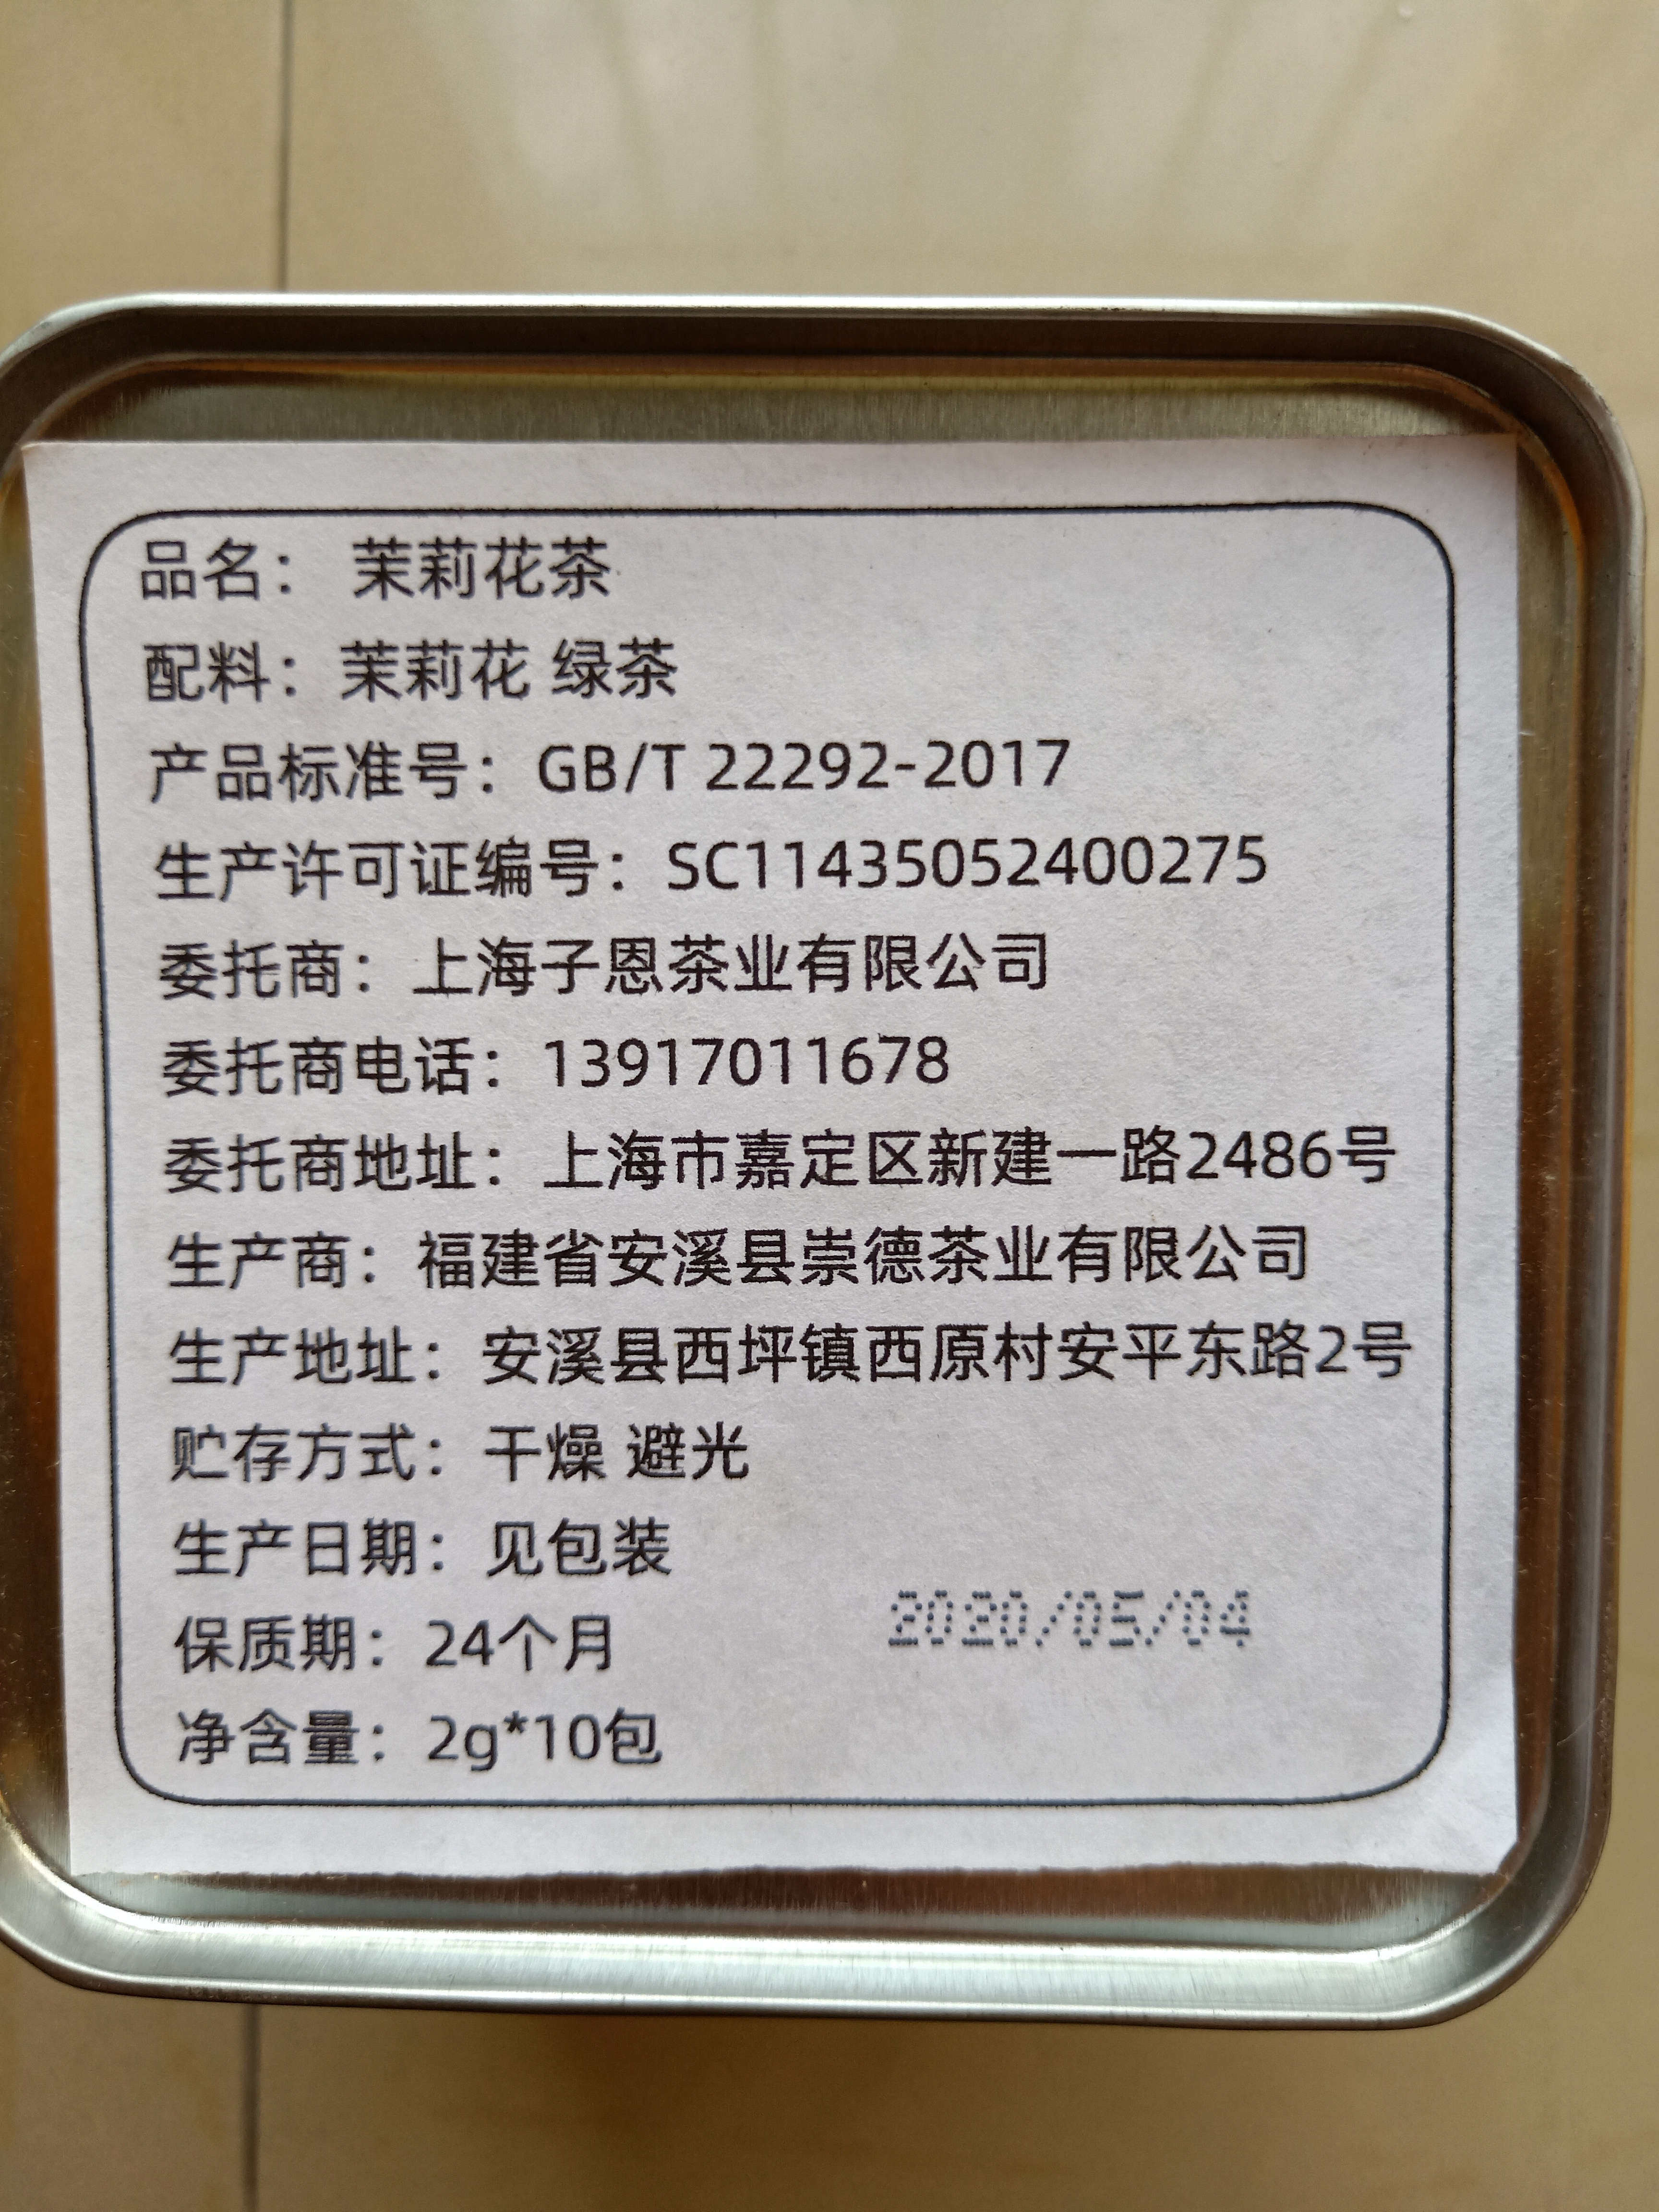 品名： 茉莉花茶
配料：茉莉花 绿茶
产品标准号：GB/T 22292-2017
生产许可证编号：SC11435052400275
委托商：上海子恩茶业有限公司
委托商电话：13917011678
委托商地址：上海市嘉定区新建一路2486号
生产商：福建省安溪县崇德茶业有限公司
生产地址：安溪县西坪镇西原村安平东路2号
贮存方式：干燥 避光
生产日期：见包装
2020/05/04
保质期：24个月
净含量：2g*10包